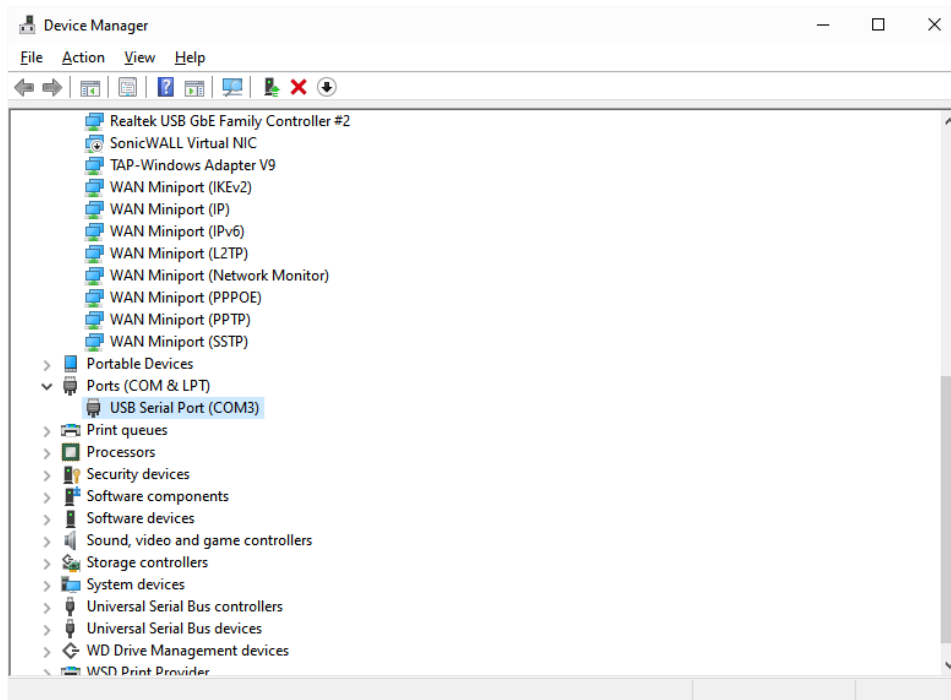 Device Manager
File Action View Help
Realtek USB GbE Family Controller #2
SonicWALL Virtual NIC
TAP-Windows Adapter V9
WAN Miniport (IKEv2)
WAN Miniport (IP)
WAN Miniport (IPv6)
WAN Miniport (L2TP)
WAN Miniport (Network Monitor)
WAN Miniport (PPPOE)
WAN Miniport (PPTP)
WAN Miniport (SSTP)
Portable Devices
Ports (COM & LPT)
USB Serial Port (COM3)
Print queues
Processors
Security devices
Software components
Software devices
Sound, video and game controllers
Storage controllers
System devices
Universal Serial Bus controllers
Universal Serial Bus devices
WD Drive Management devices
WSD Print Provider